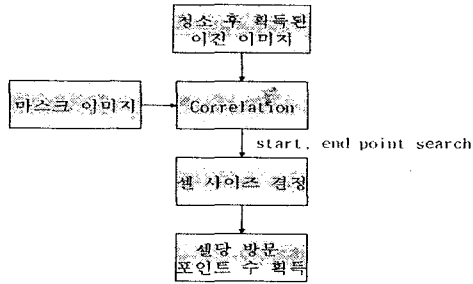 청소 후 획득된
이진 이미지
마스크 이미지
Correlation
start, end point search
셀 사이즈 결정
셀당 방문
포인트 수 획득